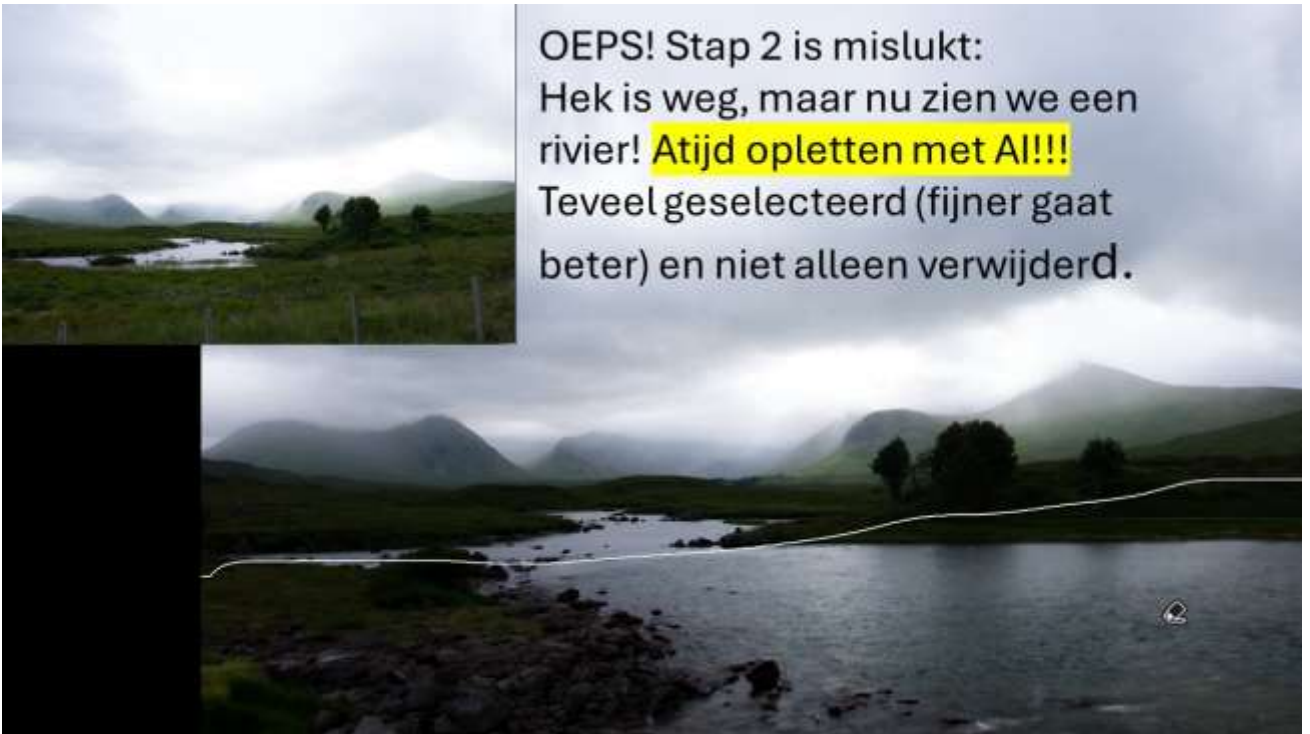 OEPS! Stap 2 is mislukt:
Hek is weg, maar nu zien we een
rivier! Atijd opletten met AI!!!
Teveel geselecteerd (fijner gaat
beter) en niet alleen verwijderd.